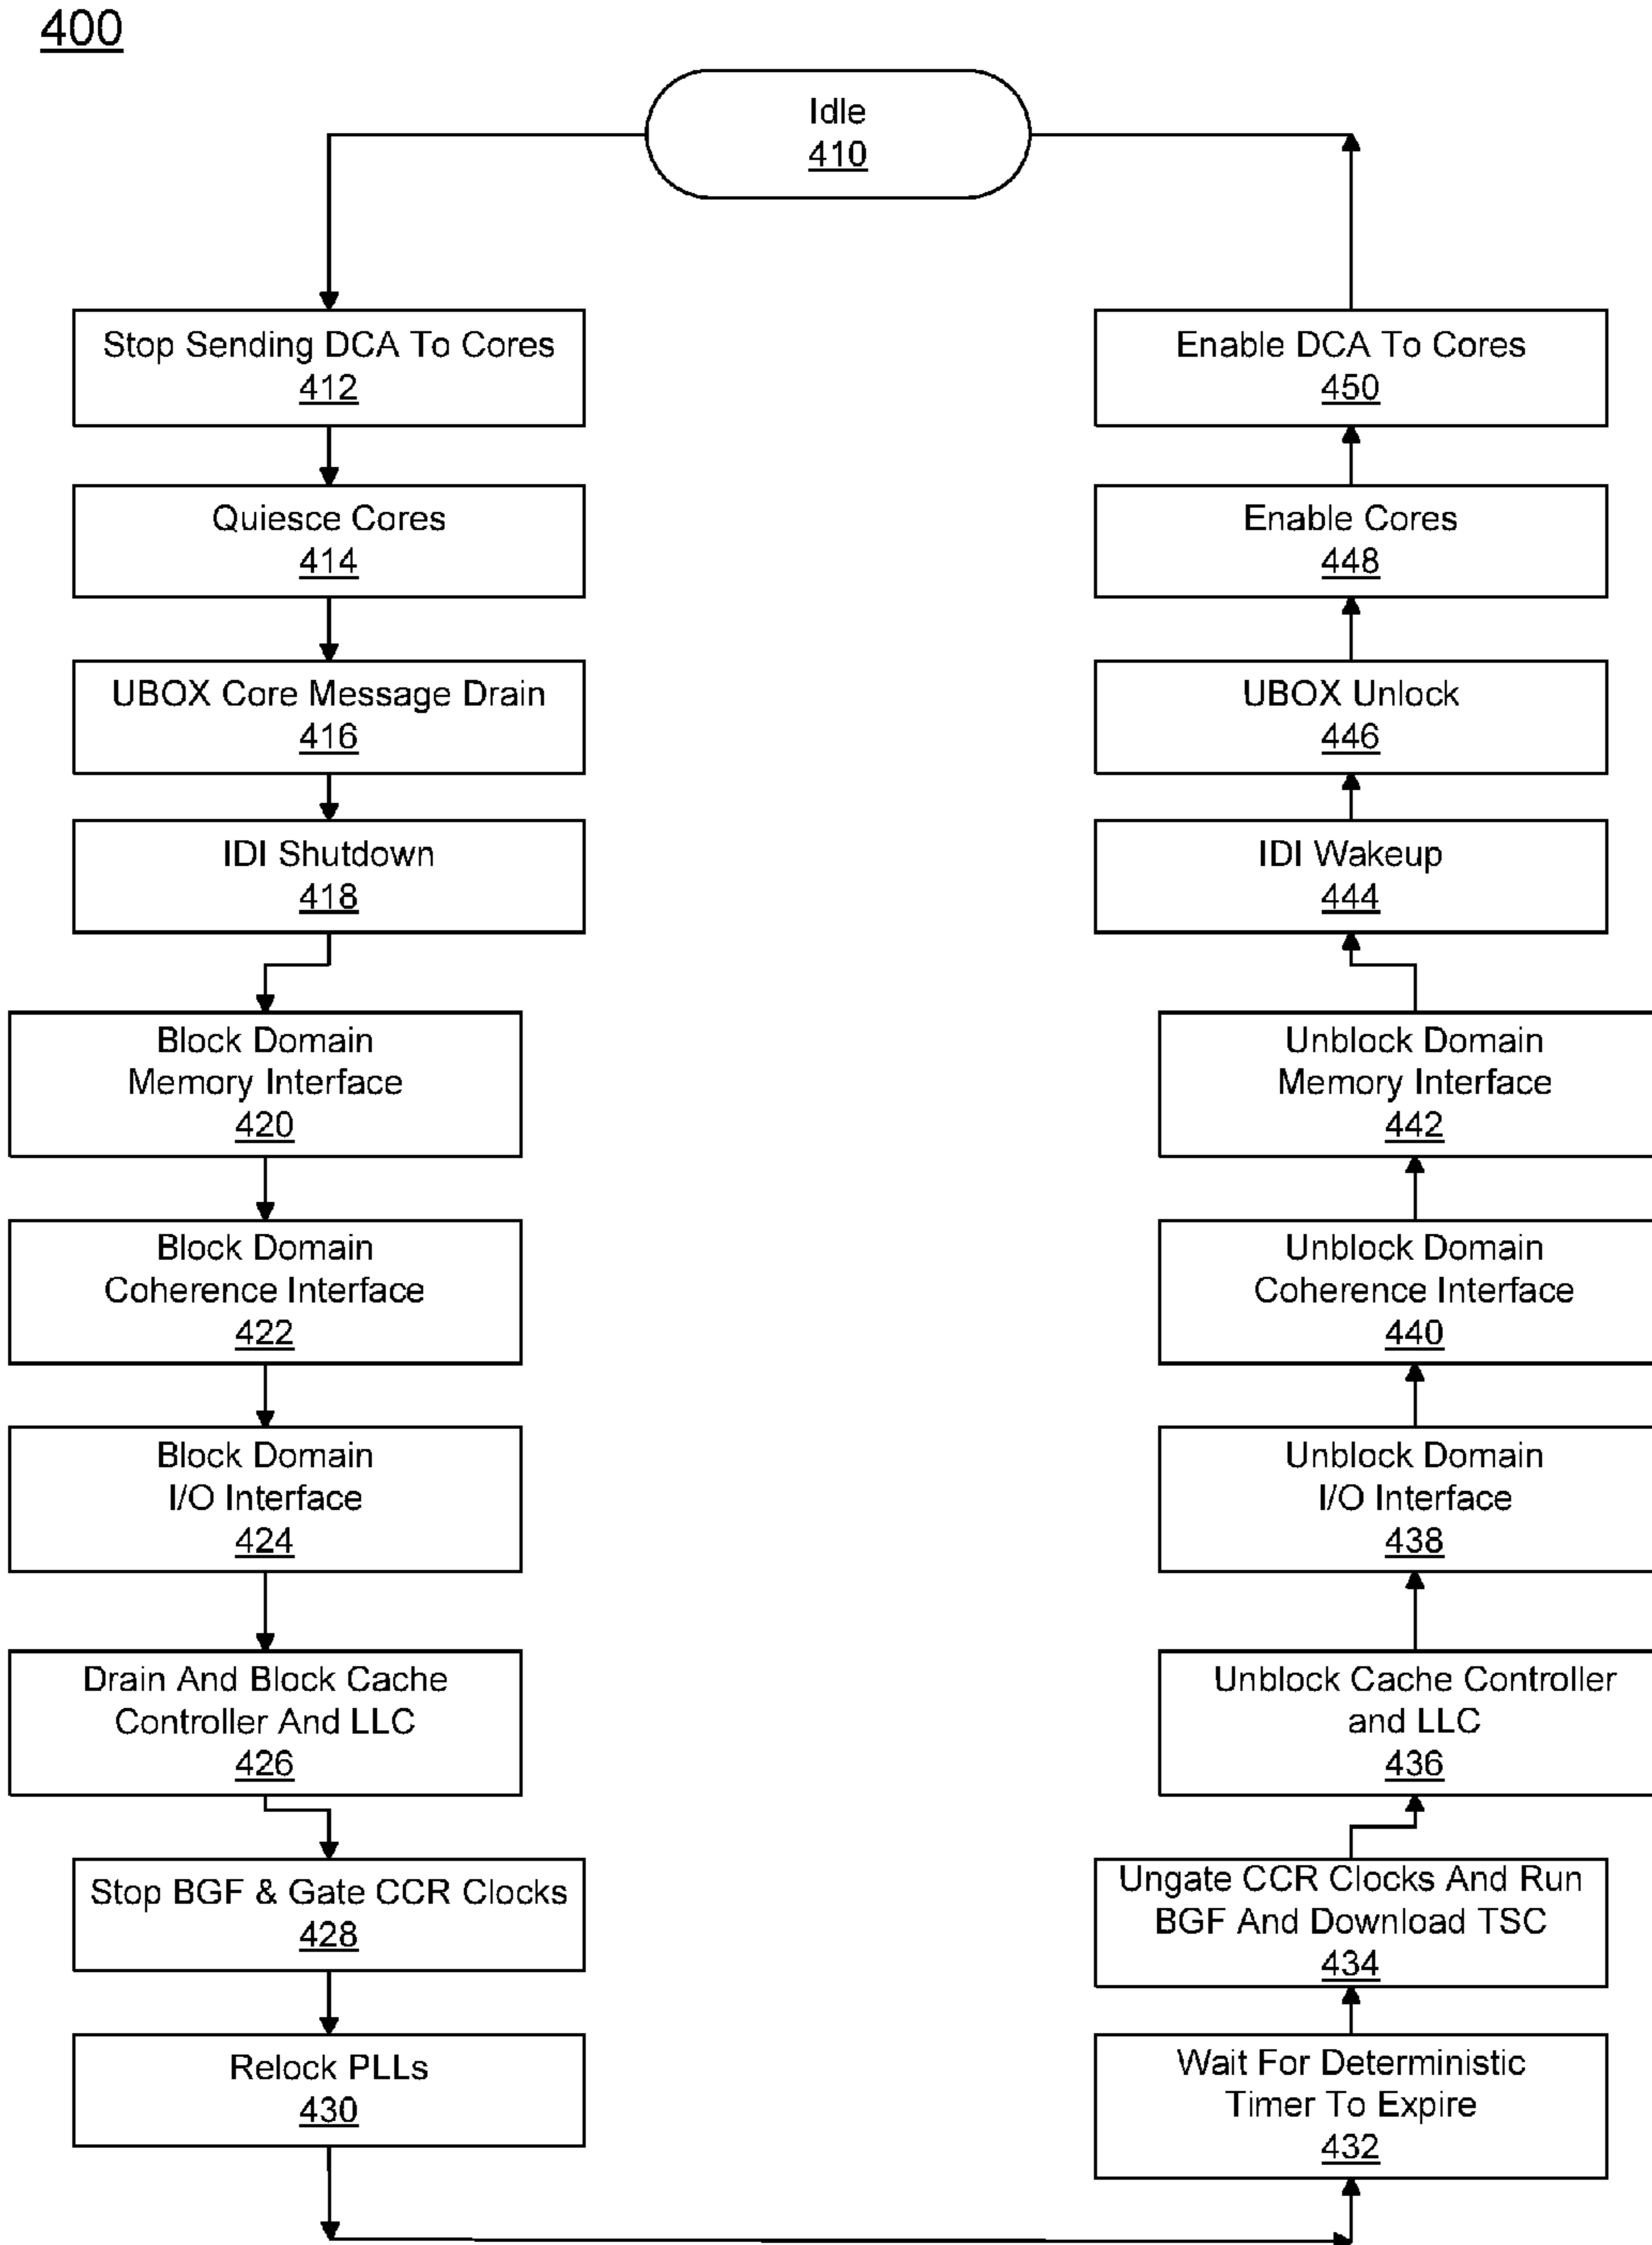 400
Idle
410
Stop Sending DCA To Cores
412
Quiesce Cores
414
UBOX Core Message Drain
416
IDI Shutdown
418
Block Domain
Memory Interface
420
Block Domain
Coherence Interface
422
Block Domain
I/O Interface
424
Drain And Block Cache
Controller And LLC
426
Stop BGF & Gate CCR Clocks
428
Relock PLLs
430
Wait For Deterministic
Timer To Expire
432
Ungate CCR Clocks And Run
BGF And Download TSC
434
Unblock Cache Controller
and LLC
436
Unblock Domain
I/O Interface
438
Unblock Domain
Coherence Interface
440
Unblock Domain
Memory Interface
442
IDI Wakeup
444
UBOX Unlock
446
Enable Cores
448
Enable DCA To Cores
450